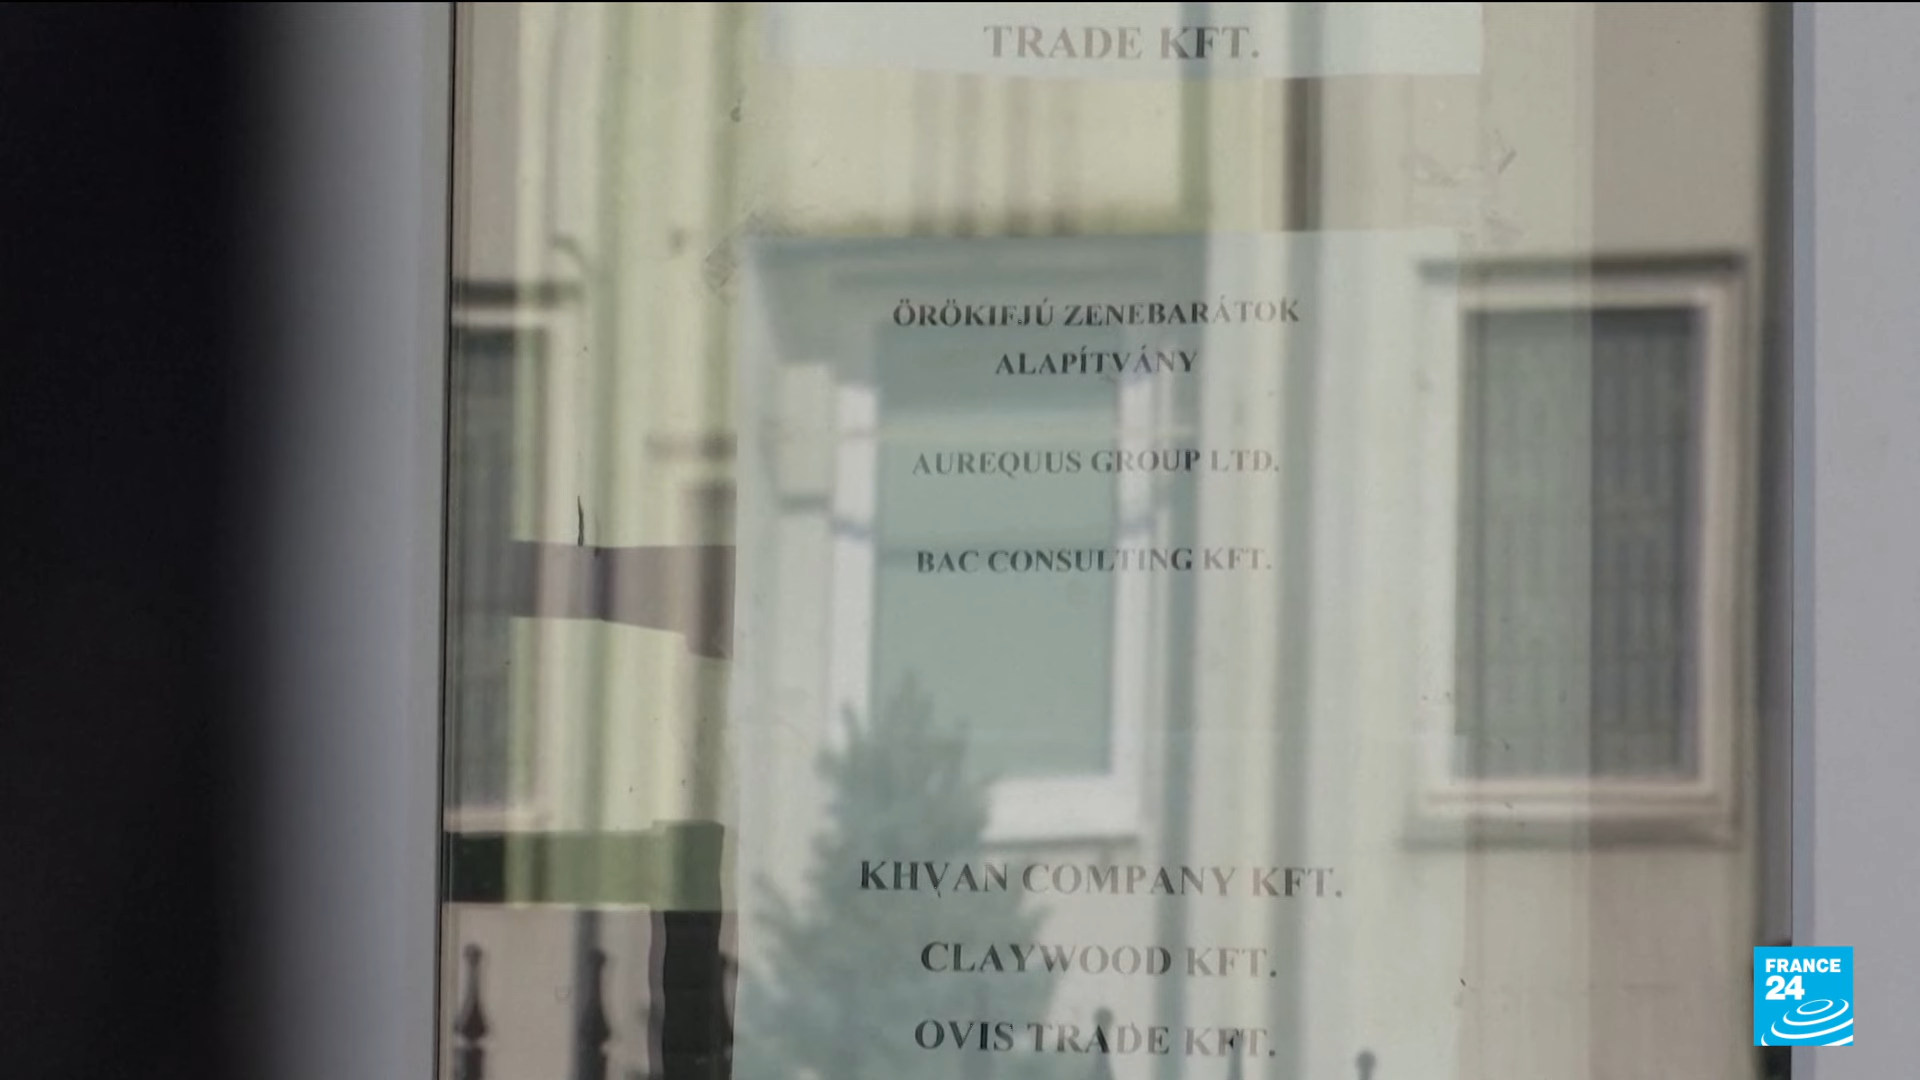 TRADE KFT.
ÖRÖKIFJÚ ZENEBARÁTOK
ALAPÍTVÁNY
AUREQUUS GROUP LTD.
BAC CONSULTING KFT.
KHVAN COMPANY KFT.
CLAYWOOD KFT.
OVIS TRADE KFT.
FRANCE
24